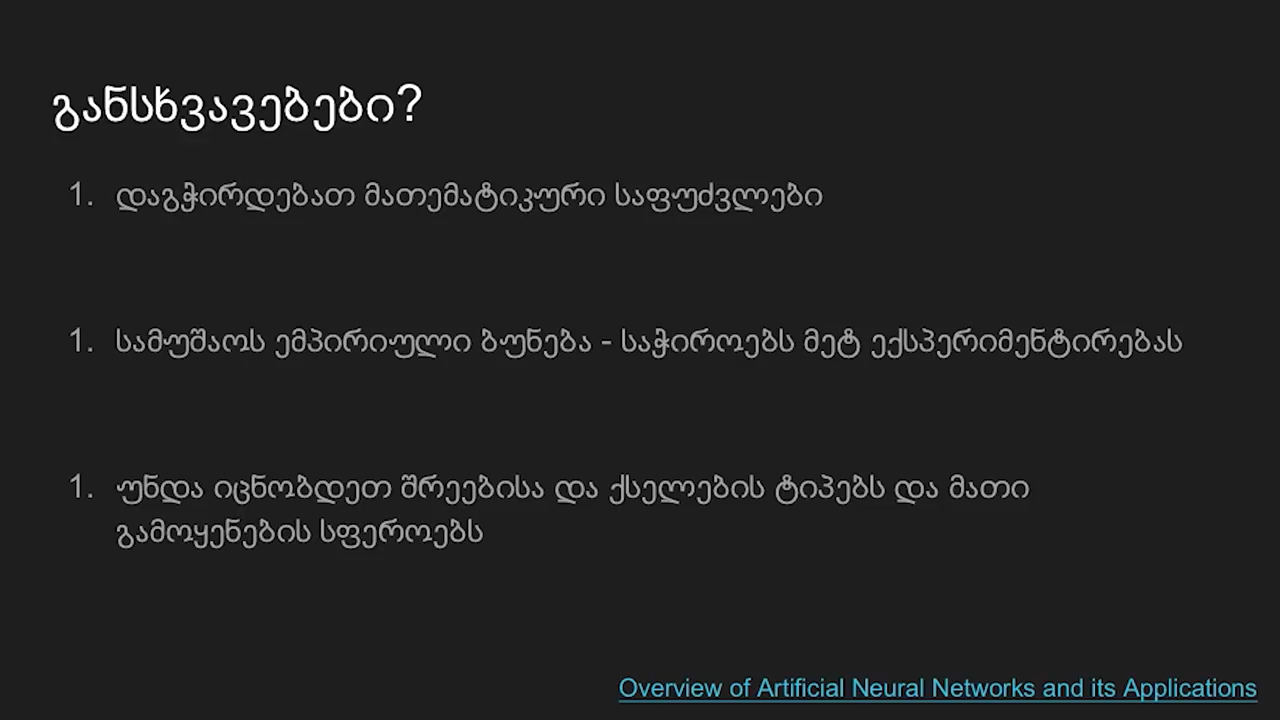 განსხვავებები?
1. დაგჭირდებათ მათემატიკური საფუძვლები
1. სამუშაოს ემპირიული ბუნება - საჭიროებს მეტ ექსპერიმენტირებას
1. უნდა იცნობდეთ შრეებისა და ქსელების ტიპებს და მათი
გამოყენების სფეროებს
Overview of Artificial Neural Networks and its Applications